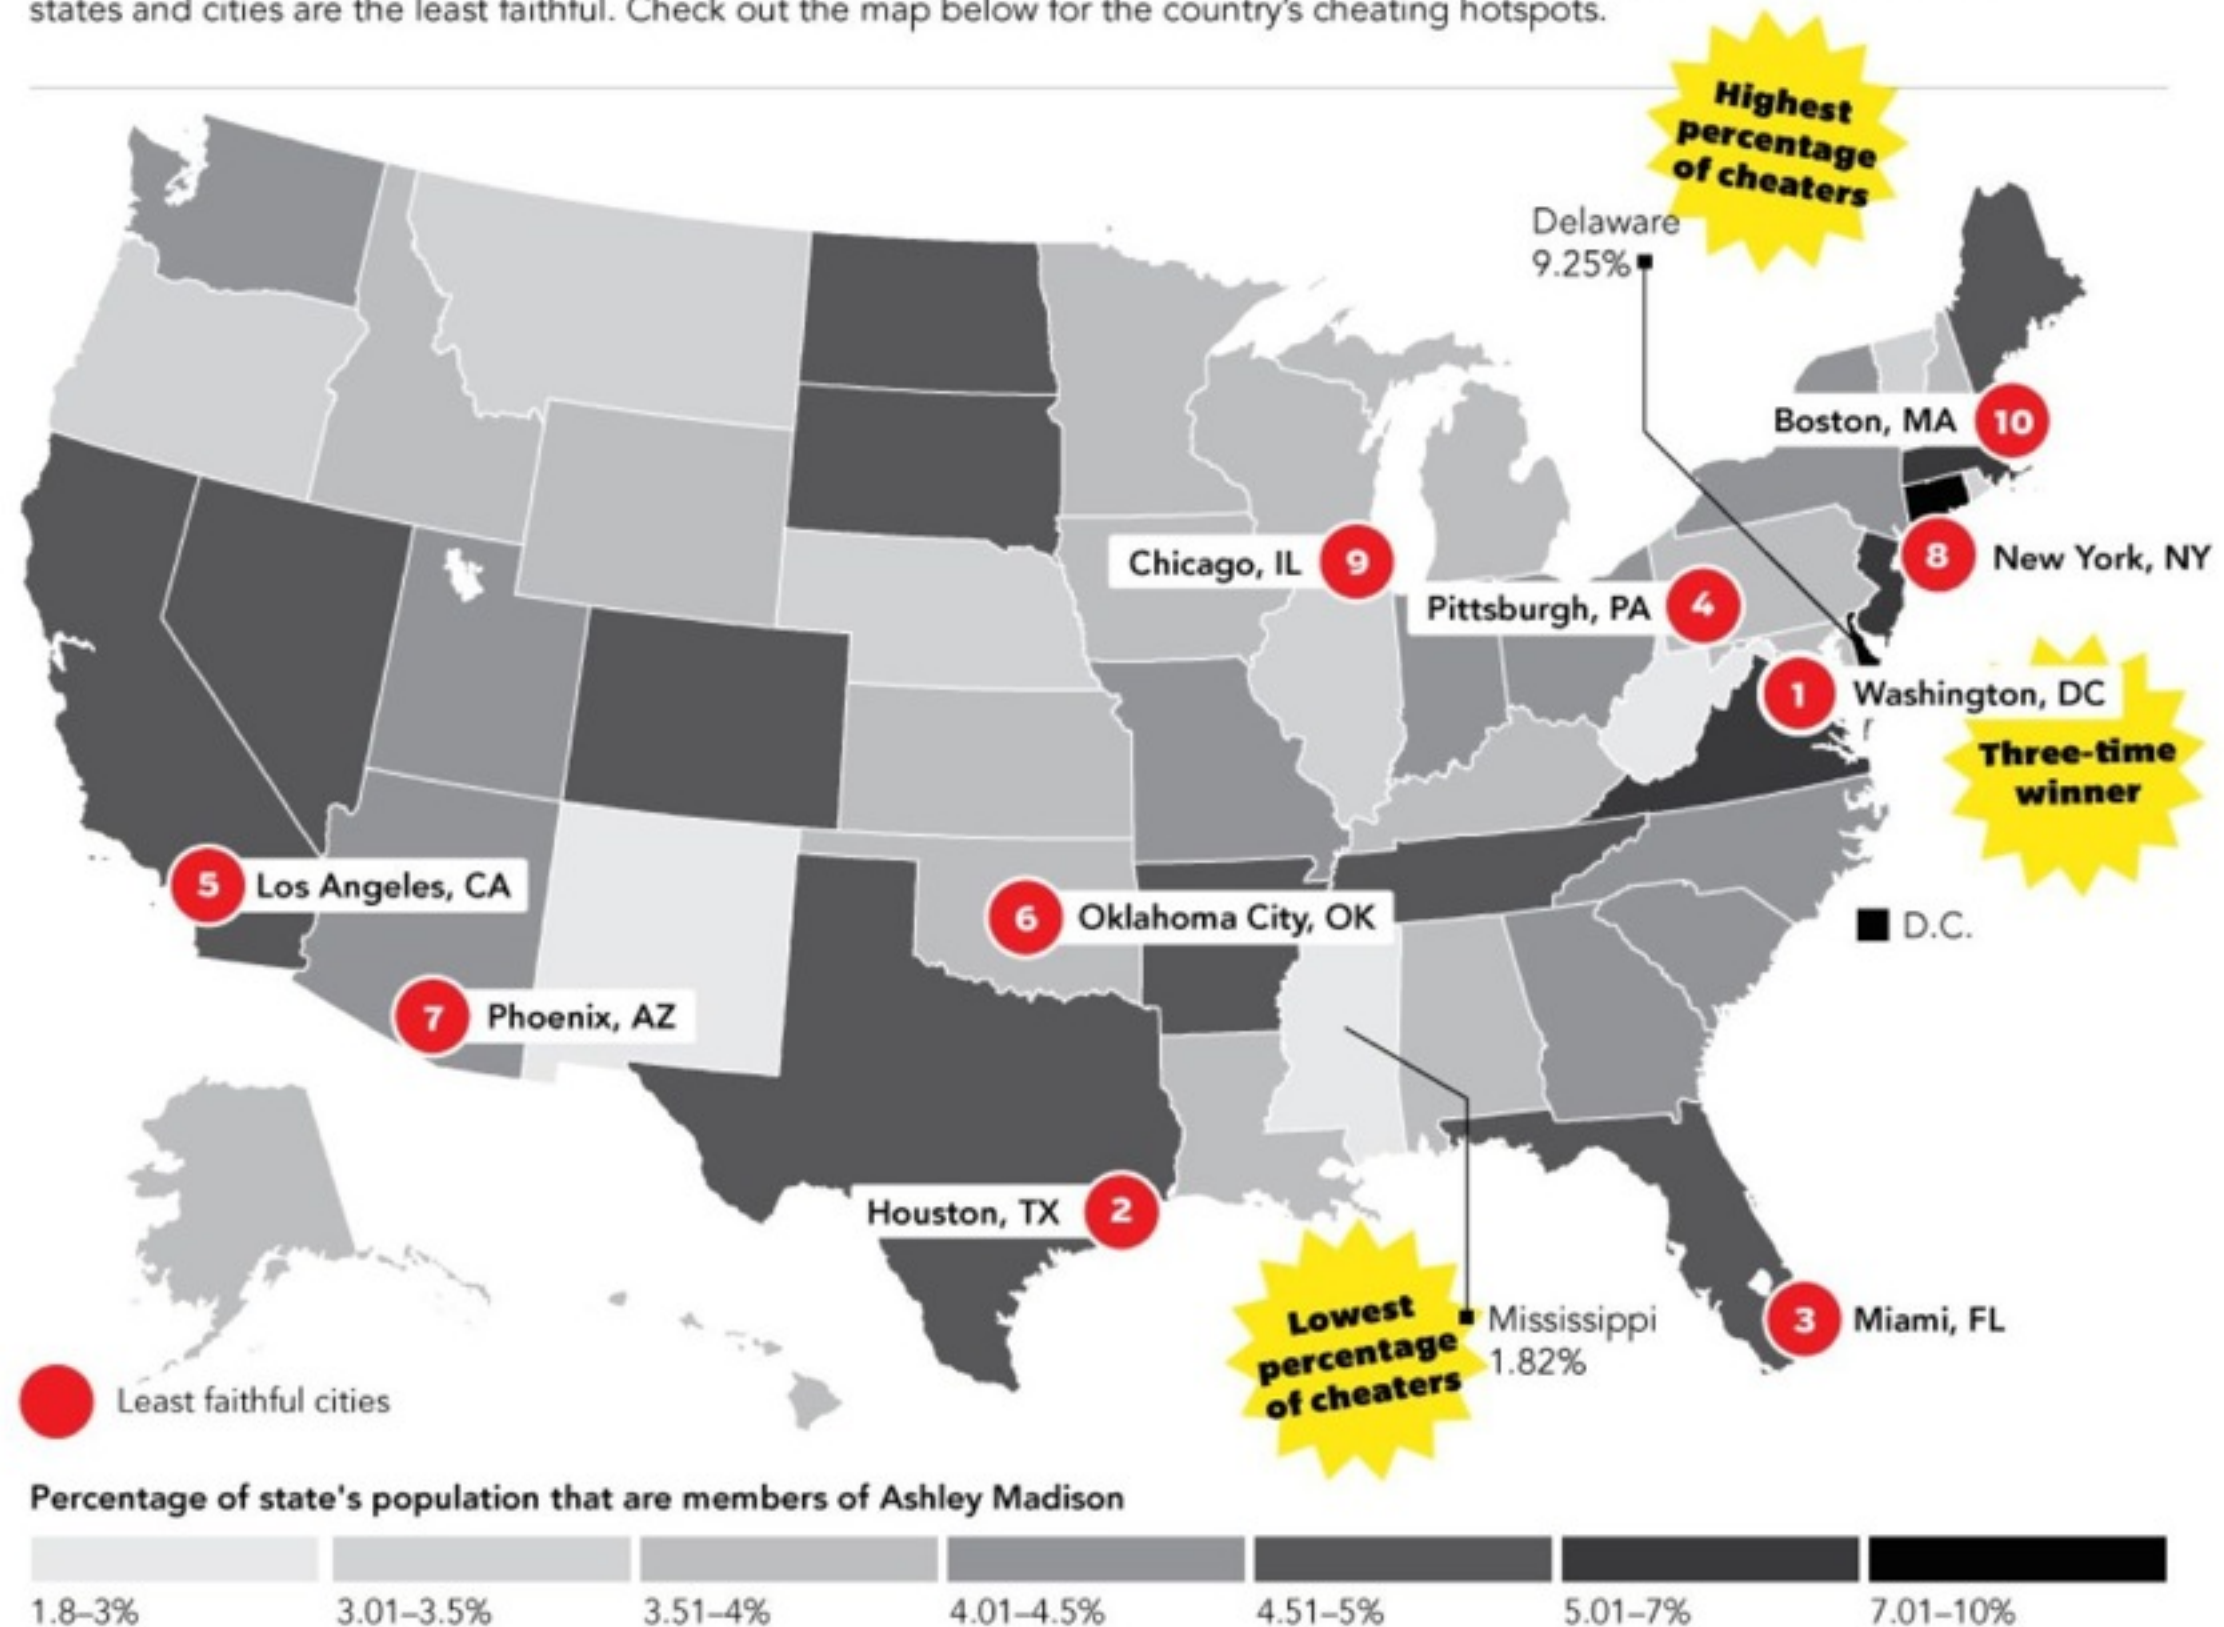 states and cities are the least faithful. Check out the map below for the country's cheating hotspots.
Highest
percentage
of cheaters
Delaware
9.25%
Boston, MA 10
Chicago, IL 9
8 New York, NY
Pittsburgh, PA 4
1 Washington, DC
Three-time
winner
5 Los Angeles, CA
6 Oklahoma City, OK
D.C.
7 Phoenix, AZ
Houston, TX 2
3 Miami, FL
Lowest
percentage
of cheaters
Mississippi
1.82%
Least faithful cities
Percentage of state's population that are members of Ashley Madison
1.8–3% 3.01–3.5% 3.51–4% 4.01–4.5% 4.51–5% 5.01–7% 7.01–10%